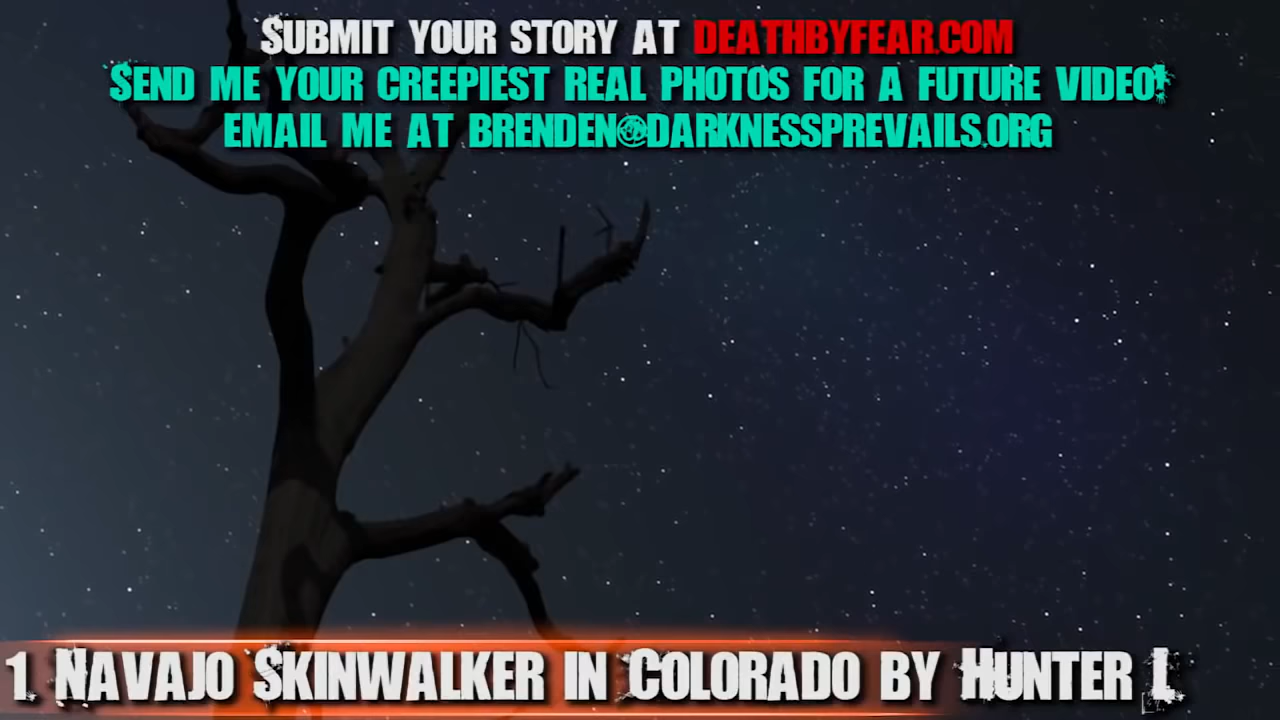 SUBMIT YOUR STORY AT DEATHBYFEAR.COM
SEND ME YOUR CREEPIEST REAL PHOTOS FOR A FUTURE VIDEO!
EMAIL ME AT BRENDEN@DARKNESSPREVAILS.ORG
1 NAVAJO SKINWALKER IN COLORADO BY HUNTER L